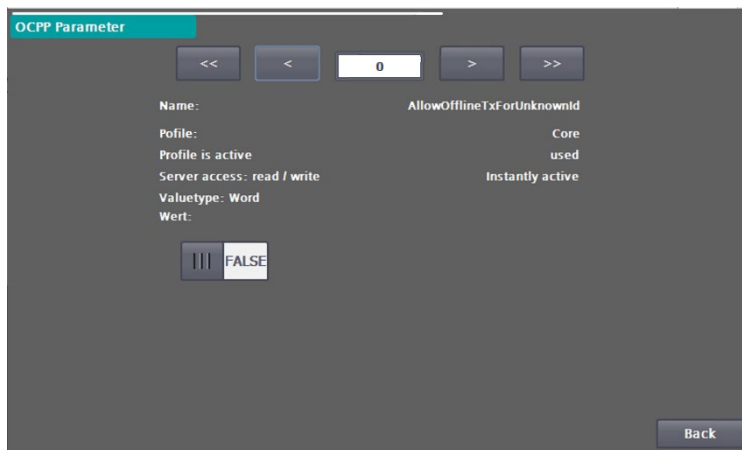 OCPP Parameter
<< < 0 > >>
Name: AllowOfflineTxForUnknownId
Pofile: Core
Profile is active used
Server access: read / write Instantly active
Valuetype: Word
Wert:
FALSE
Back